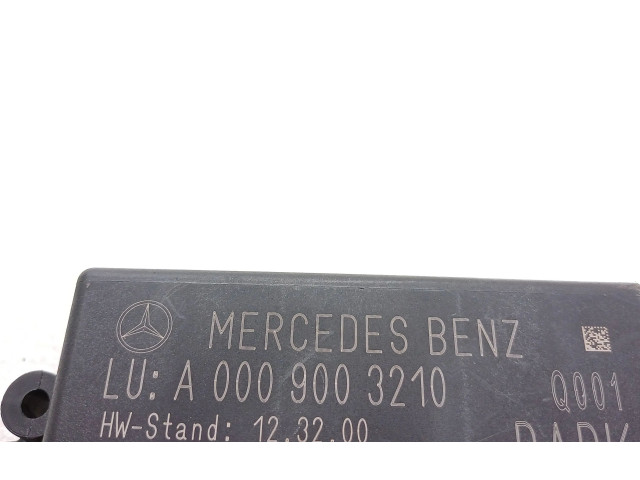 MERCEDES BENZ
LU: A 000 900 3210 Q001
HW-Stand: 12.32.00